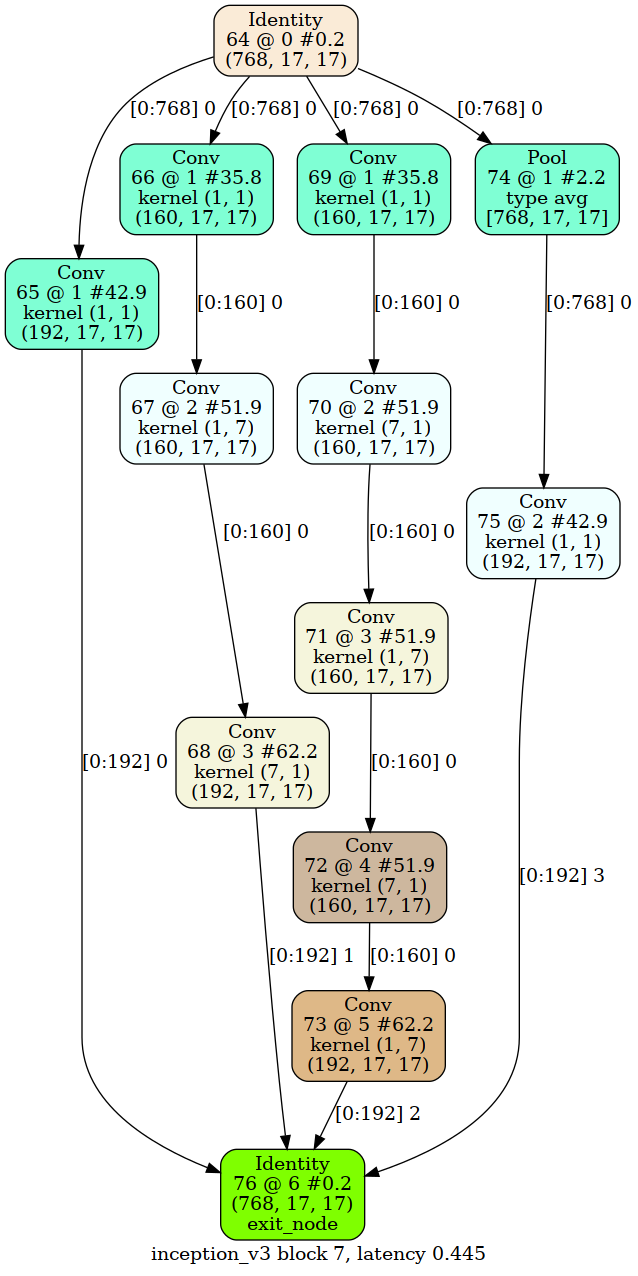 Identity
64 @ 0 #0.2
(768, 17, 17)
[0:768] 0
[0:768] 0
[0:768] 0
[0:768] 0
Conv
66 @ 1 #35.8
kernel (1, 1)
(160, 17, 17)
Conv
69 @ 1 #35.8
kernel (1, 1)
(160, 17, 17)
Pool
74 @ 1 #2.2
type avg
[768, 17, 17]
Conv
65 @ 1 #42.9
kernel (1, 1)
(192, 17, 17)
[0:160] 0
[0:160] 0
[0:768] 0
Conv
67 @ 2 #51.9
kernel (1, 7)
(160, 17, 17)
Conv
70 @ 2 #51.9
kernel (7, 1)
(160, 17, 17)
Conv
75 @ 2 #42.9
kernel (1, 1)
(192, 17, 17)
[0:160] 0
[0:160] 0
Conv
71 @ 3 #51.9
kernel (1, 7)
(160, 17, 17)
Conv
68 @ 3 #62.2
kernel (7, 1)
(192, 17, 17)
[0:192] 0
[0:160] 0
Conv
72 @ 4 #51.9
kernel (7, 1)
(160, 17, 17)
[0:192] 3
[0:192] 1
[0:160] 0
Conv
73 @ 5 #62.2
kernel (1, 7)
(192, 17, 17)
[0:192] 2
Identity
76 @ 6 #0.2
(768, 17, 17)
exit_node
inception_v3 block 7, latency 0.445